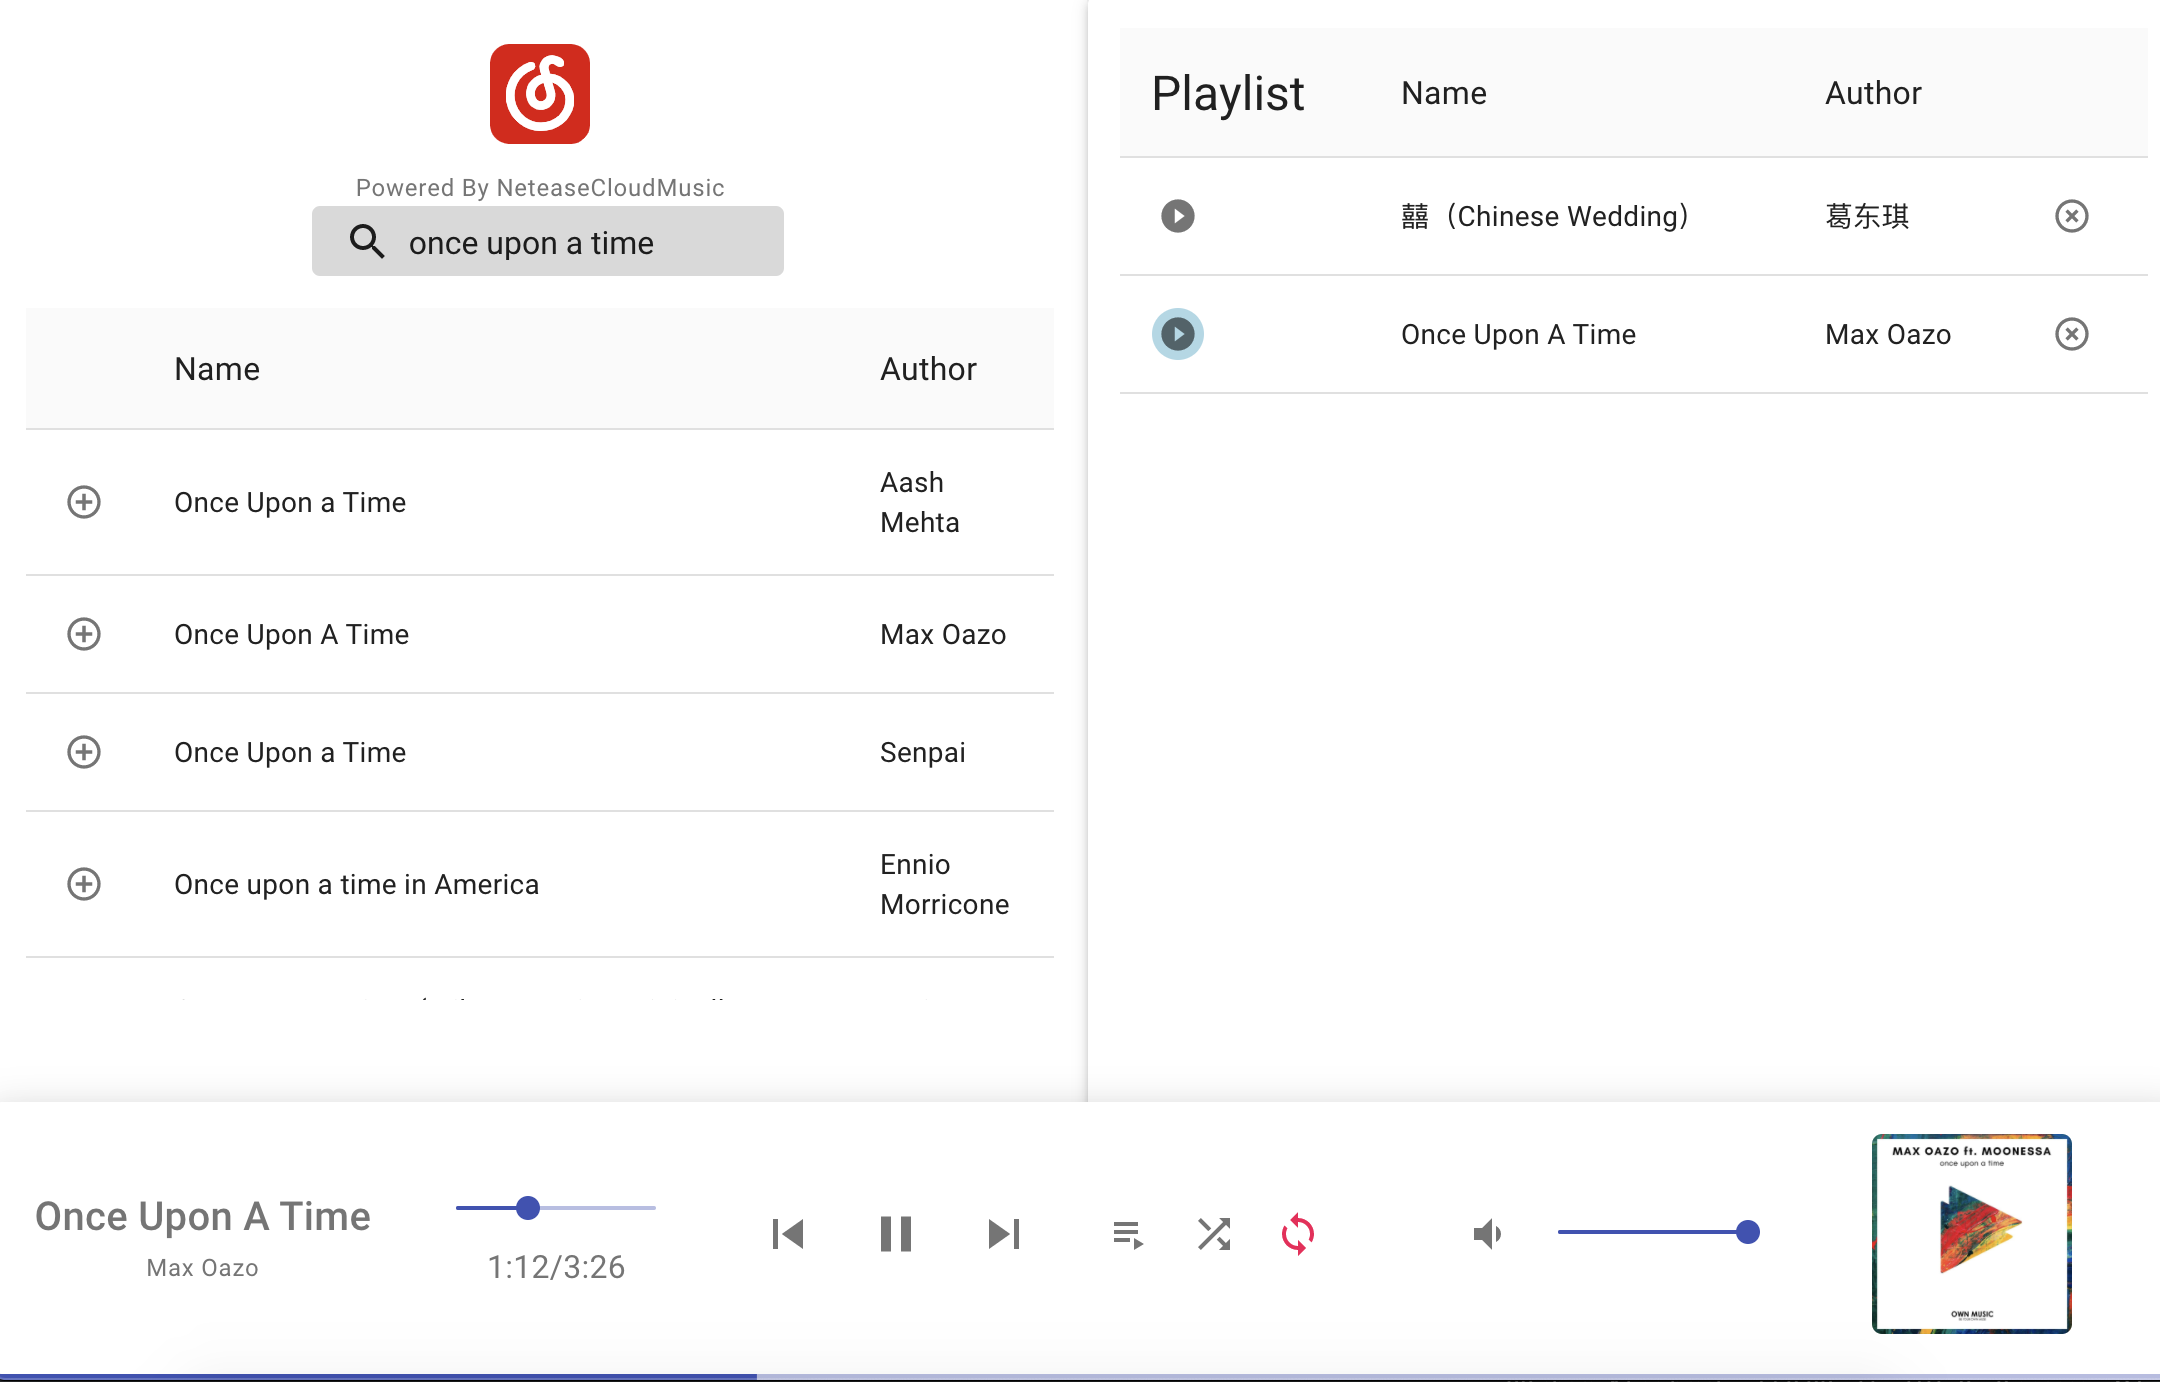 Powered By NeteaseCloudMusic
once upon a time
Name Author
Once Upon a Time Aash
Mehta
Once Upon A Time Max Oazo
Once Upon a Time Senpai
Once upon a time in America Ennio
Morricone
Playlist Name Author
囍（Chinese Wedding） 葛东琪
Once Upon A Time Max Oazo
Once Upon A Time
Max Oazo
1:12/3:26
MAX OAZO ft. MOONESSA
once upon a time
OWN MUSIC